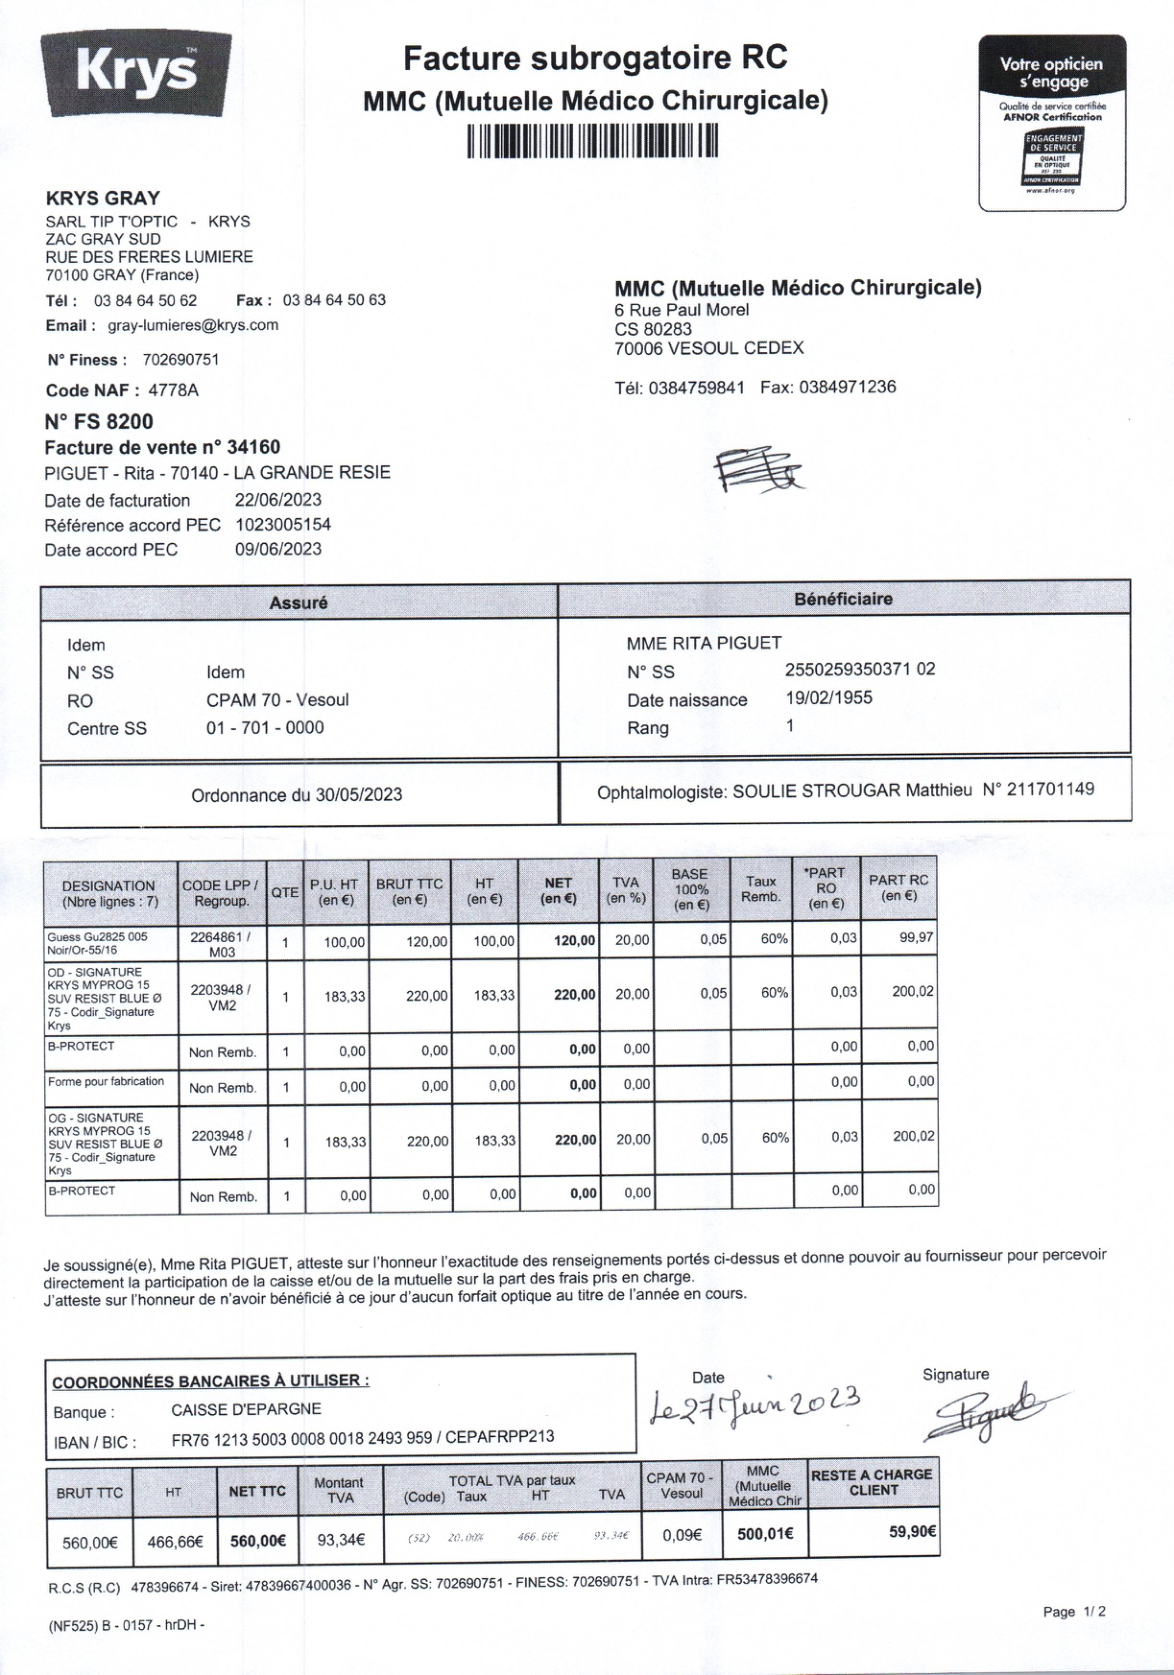 Krys™
Facture subrogatoire RC
MMC (Mutuelle Médico Chirurgicale)
Votre opticien
s'engage
Qualité de service certifiée
AFNOR Certification
ENGAGEMENT
DE SERVICE
QUALITÉ
EN OPTIQUE
AFNOR CERTIFICATION
www.afnor.org
KRYS GRAY
SARL TIP T'OPTIC - KRYS
ZAC GRAY SUD
RUE DES FRERES LUMIERE
70100 GRAY (France)
Tél : 03 84 64 50 62 Fax : 03 84 64 50 63
Email : gray-lumieres@krys.com
N° Finess : 702690751
Code NAF : 4778A
MMC (Mutuelle Médico Chirurgicale)
6 Rue Paul Morel
CS 80283
70006 VESOUL CEDEX
Tél: 0384759841 Fax: 0384971236
N° FS 8200
Facture de vente n° 34160
PIGUET - Rita - 70140 - LA GRANDE RESIE
Date de facturation 22/06/2023
Référence accord PEC 1023005154
Date accord PEC 09/06/2023
Assuré
Idem
N° SS Idem
RO CPAM 70 - Vesoul
Centre SS 01 - 701 - 0000
Bénéficiaire
MME RITA PIGUET
N° SS 2550259350371 02
Date naissance 19/02/1955
Rang 1
Ordonnance du 30/05/2023
Ophtalmologiste: SOULIE STROUGAR Matthieu N° 211701149
DESIGNATION (Nbre lignes : 7) CODE LPP / Regroup. QTE P.U. HT (en €) BRUT TTC (en €) HT (en €) NET (en €) TVA (en %) BASE 100% (en €) Taux Remb. *PART RO (en €) PART RC (en €)
Guess Gu2825 005 Noir/Or-55/16 2264861 / M03 1 100,00 120,00 100,00 120,00 20,00 0,05 60% 0,03 99,97
OD - SIGNATURE KRYS MYPROG 15 SUV RESIST BLUE Ø 75 - Codir_Signature Krys 2203948 / VM2 1 183,33 220,00 183,33 220,00 20,00 0,05 60% 0,03 200,02
B-PROTECT Non Remb. 1 0,00 0,00 0,00 0,00 0,00 0,00 0,00
Forme pour fabrication Non Remb. 1 0,00 0,00 0,00 0,00 0,00 0,00 0,00
OG - SIGNATURE KRYS MYPROG 15 SUV RESIST BLUE Ø 75 - Codir_Signature Krys 2203948 / VM2 1 183,33 220,00 183,33 220,00 20,00 0,05 60% 0,03 200,02
B-PROTECT Non Remb. 1 0,00 0,00 0,00 0,00 0,00 0,00 0,00
Je soussigné(e), Mme Rita PIGUET, atteste sur l'honneur l'exactitude des renseignements portés ci-dessus et donne pouvoir au fournisseur pour percevoir
directement la participation de la caisse et/ou de la mutuelle sur la part des frais pris en charge.
J'atteste sur l'honneur de n'avoir bénéficié à ce jour d'aucun forfait optique au titre de l'année en cours.
COORDONNÉES BANCAIRES À UTILISER :
Banque : CAISSE D'EPARGNE
IBAN / BIC : FR76 1213 5003 0008 0018 2493 959 / CEPAFRPP213
Date
Le 27 Juin 2023
Signature
Piguet
BRUT TTC HT NET TTC Montant TVA TOTAL TVA par taux (Code) Taux HT TVA CPAM 70 - Vesoul MMC (Mutuelle Médico Chir RESTE A CHARGE CLIENT
560,00€ 466,66€ 560,00€ 93,34€ (52) 20.00% 466.66€ 93.34€ 0,09€ 500,01€ 59,90€
R.C.S (R.C) 478396674 - Siret: 47839667400036 - N° Agr. SS: 702690751 - FINESS: 702690751 - TVA Intra: FR53478396674
(NF525) B - 0157 - hrDH -
Page 1/ 2